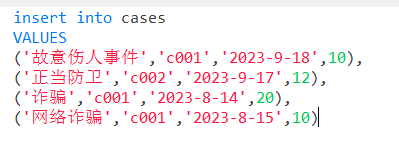 insert into cases
VALUES
('故意伤人事件','c001','2023-9-18',10),
('正当防卫','c002','2023-9-17',12),
('诈骗','c001','2023-8-14',20),
('网络诈骗','c001','2023-8-15',10)